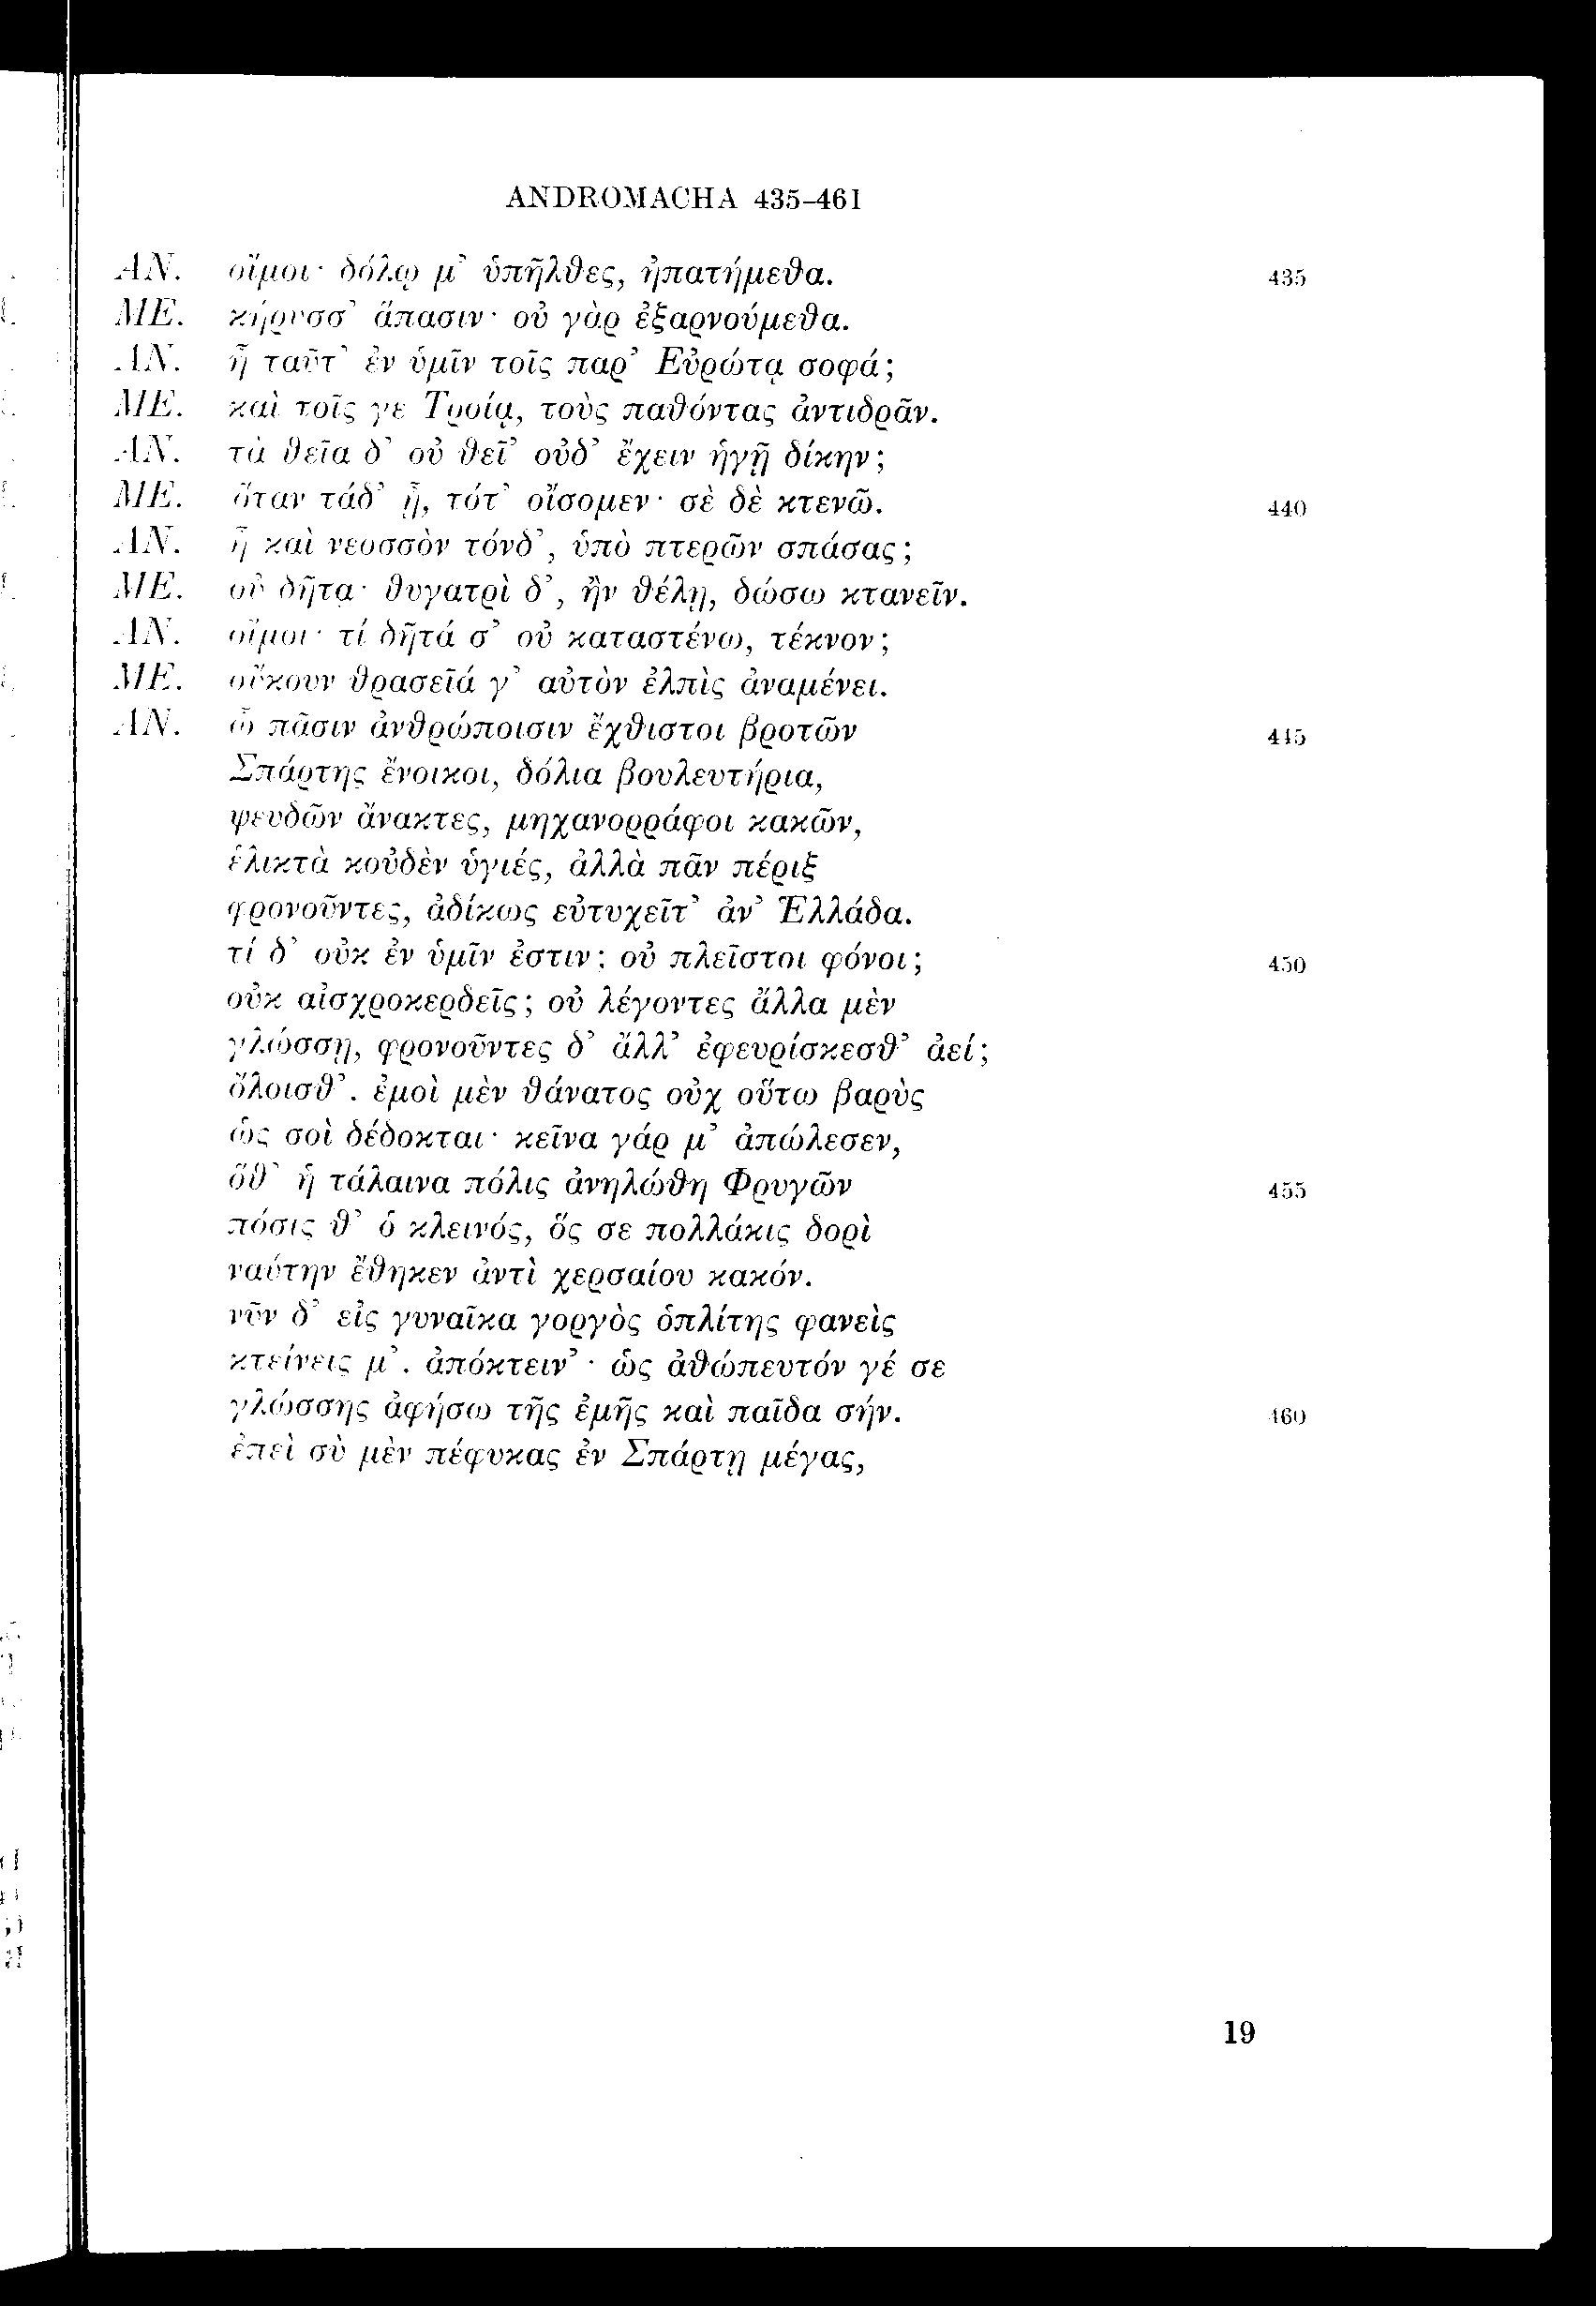 ANDROMACHA 435–461
ΑΝ. οἴμοι· δόλῳ μ’ ὑπῆλθες, ἠπατήμεθα. 435
ΜΕ. κήρυσσ’ ἅπασιν· οὐ γὰρ ἐξαρνούμεθα.
ΑΝ. ἦ ταῦτ’ ἐν ὑμῖν τοῖς παρ’ Εὐρώτᾳ σοφά;
ΜΕ. καὶ τοῖς γε Τροίᾳ, τοὺς παθόντας ἀντιδρᾶν.
ΑΝ. τὰ θεῖα δ’ οὐ θεῖ’ οὐδ’ ἔχειν ἡγῇ δίκην;
ΜΕ. ὅταν τάδ’ ᾖ, τότ’ οἴσομεν· σὲ δὲ κτενῶ. 440
ΑΝ. ἦ καὶ νεοσσὸν τόνδ’, ὑπὸ πτερῶν σπάσας;
ΜΕ. οὐ δῆτα· θυγατρὶ δ’, ἢν θέλῃ, δώσω κτανεῖν.
ΑΝ. οἴμοι· τί δῆτά σ’ οὐ καταστένω, τέκνον;
ΜΕ. οὔκουν θρασεῖά γ’ αὐτὸν ἐλπὶς ἀναμένει.
ΑΝ. ὦ πᾶσιν ἀνθρώποισιν ἔχθιστοι βροτῶν 445
Σπάρτης ἔνοικοι, δόλια βουλευτήρια,
ψευδῶν ἄνακτες, μηχανορράφοι κακῶν,
ἑλικτὰ κοὐδὲν ὑγιές, ἀλλὰ πᾶν πέριξ
φρονοῦντες, ἀδίκως εὐτυχεῖτ’ ἀν’ Ἑλλάδα.
τί δ’ οὐκ ἐν ὑμῖν ἐστιν; οὐ πλεῖστοι φόνοι; 450
οὐκ αἰσχροκερδεῖς; οὐ λέγοντες ἄλλα μὲν
γλώσσῃ, φρονοῦντες δ’ ἄλλ’ ἐφευρίσκεσθ’ ἀεί;
ὄλοισθ’. ἐμοὶ μὲν θάνατος οὐχ οὕτω βαρὺς
ὡς σοὶ δέδοκται· κεῖνα γάρ μ’ ἀπώλεσεν,
ὅθ’ ἡ τάλαινα πόλις ἀνηλώθη Φρυγῶν 455
πόσις θ’ ὁ κλεινός, ὅς σε πολλάκις δορὶ
ναύτην ἔθηκεν ἀντὶ χερσαίου κακόν.
νῦν δ’ εἰς γυναῖκα γοργὸς ὁπλίτης φανεὶς
κτείνεις μ’. ἀπόκτειν’· ὡς ἀθώπευτόν γέ σε
γλώσσης ἀφήσω τῆς ἐμῆς καὶ παῖδα σήν. 460
ἐπεὶ σὺ μὲν πέφυκας ἐν Σπάρτῃ μέγας,
19